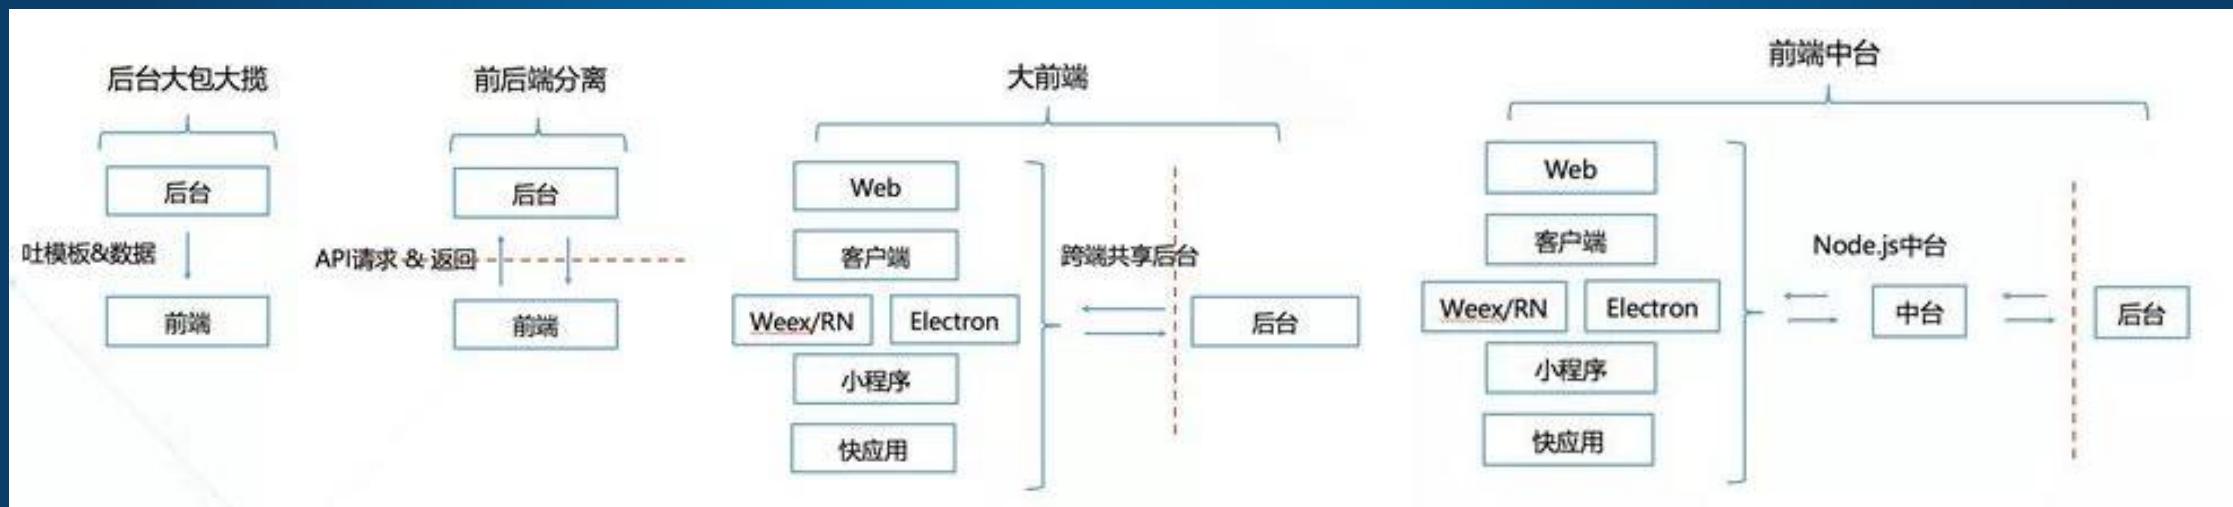 后台大包大揽
后台
吐模板&数据
前端
前后端分离
后台
API请求 & 返回
前端
大前端
Web
客户端
Weex/RN
Electron
小程序
快应用
跨端共享后台
后台
前端中台
Web
客户端
Weex/RN
Electron
小程序
快应用
Node.js中台
中台
后台